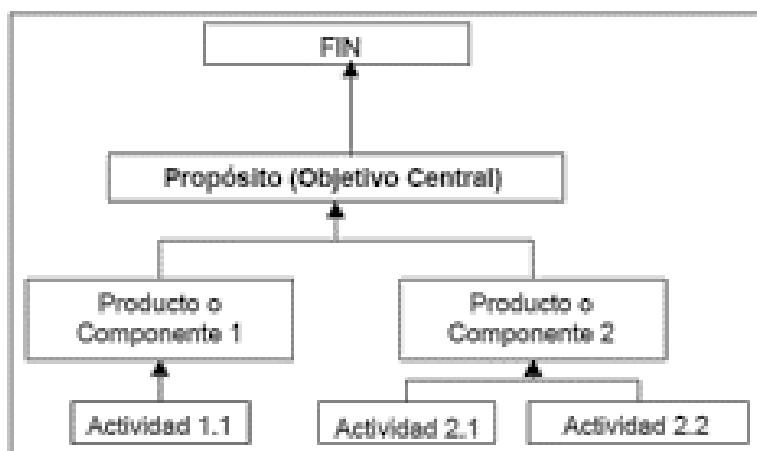 FIN
Propósito (Objetivo Central)
Producto o
Componente 1
Producto o
Componente 2
Actividad 1.1
Actividad 2.1
Actividad 2.2